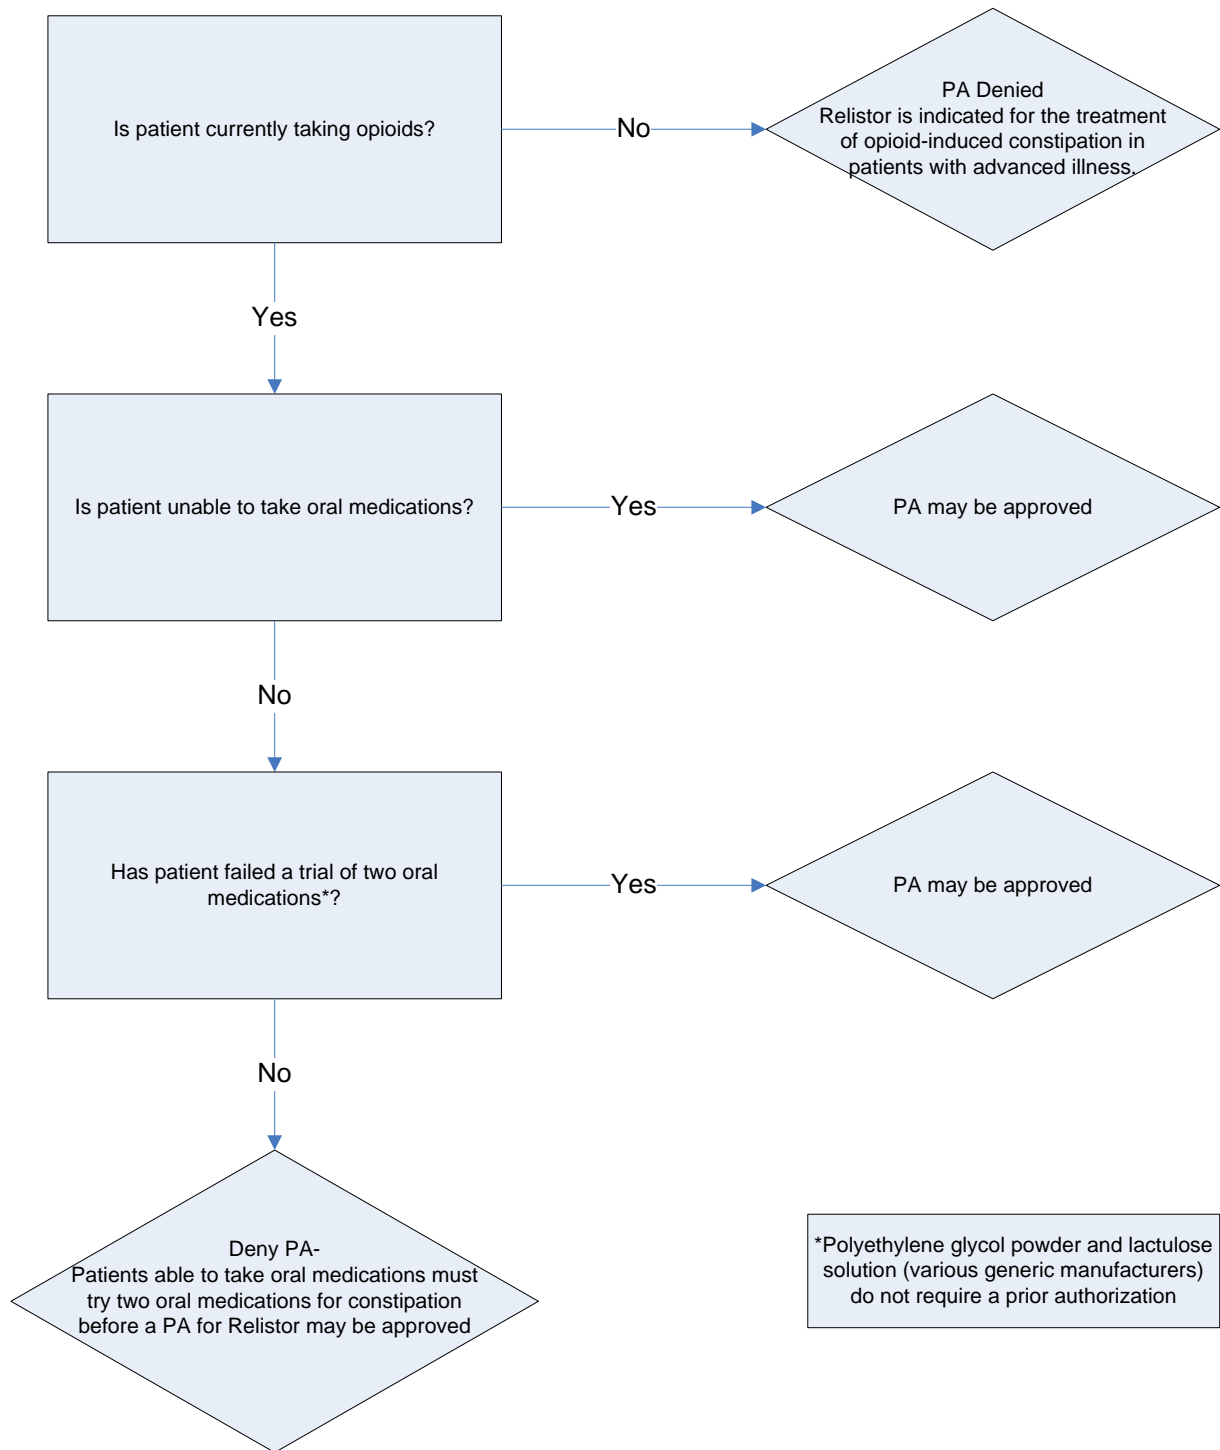 Is patient currently taking opioids?
No
PA Denied
Relistor is indicated for the treatment
of opioid-induced constipation in
patients with advanced illness.
Yes
Is patient unable to take oral medications?
Yes
PA may be approved
No
Has patient failed a trial of two oral
medications*?
Yes
PA may be approved
No
Deny PA-
Patients able to take oral medications must
try two oral medications for constipation
before a PA for Relistor may be approved
*Polyethylene glycol powder and lactulose
solution (various generic manufacturers)
do not require a prior authorization